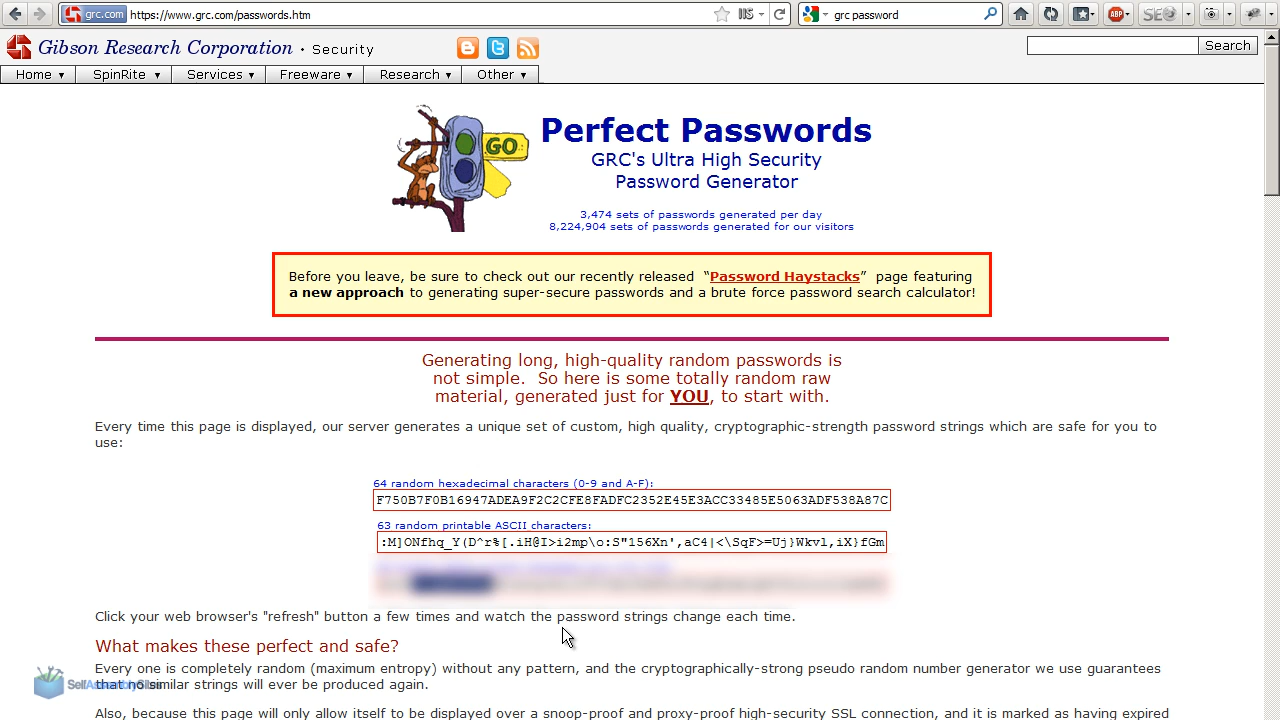 grc.com https://www.grc.com/passwords.htm
grc password
ABP
Gibson Research Corporation · Security
Search
Home ▼ SpinRite ▼ Services ▼ Freeware ▼ Research ▼ Other ▼
GO
Perfect Passwords
GRC's Ultra High Security
Password Generator
3,474 sets of passwords generated per day
8,224,904 sets of passwords generated for our visitors
Before you leave, be sure to check out our recently released “Password Haystacks” page featuring
a new approach to generating super-secure passwords and a brute force password search calculator!
Generating long, high-quality random passwords is
not simple. So here is some totally random raw
material, generated just for YOU, to start with.
Every time this page is displayed, our server generates a unique set of custom, high quality, cryptographic-strength password strings which are safe for you to
use:
64 random hexadecimal characters (0-9 and A-F):
F750B7F0B16947ADEA9F2C2CFE8FADFC2352E45E3ACC33485E5063ADF538A87C
63 random printable ASCII characters:
:M]ONfhq_Y(D^r%[.iH@I>i2mp\o:S"156Xn',aC4|<\SqF>=Uj}Wkvl,iX}fGm
Click your web browser's "refresh" button a few times and watch the password strings change each time.
What makes these perfect and safe?
Every one is completely random (maximum entropy) without any pattern, and the cryptographically-strong pseudo random number generator we use guarantees
that no similar strings will ever be produced again.
Also, because this page will only allow itself to be displayed over a snoop-proof and proxy-proof high-security SSL connection, and it is marked as having expired